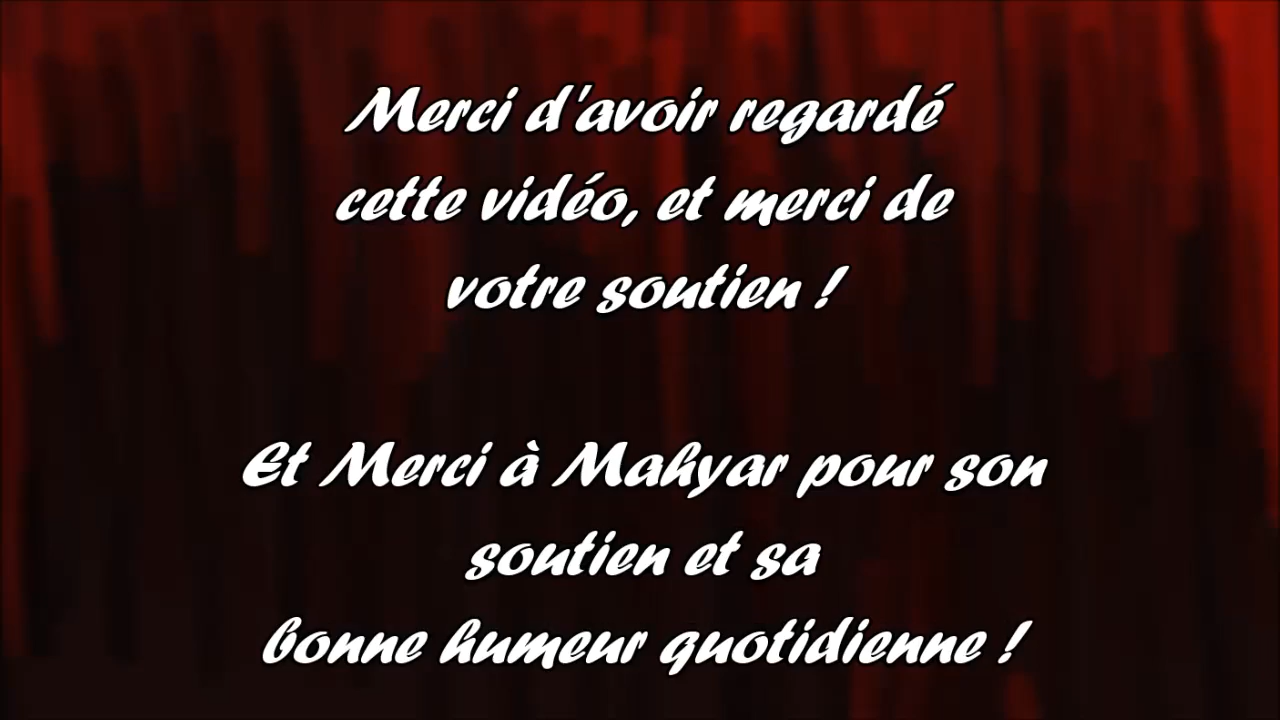 Merci d'avoir regardé
cette vidéo, et merci de
votre soutien !
Et Merci à Mahyar pour son
soutien et sa
bonne humeur quotidienne !